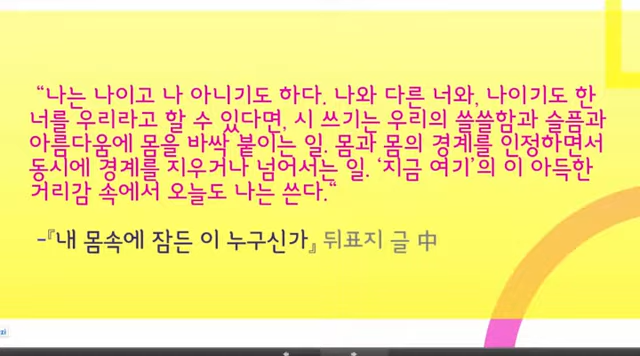 “나는 나이고 나 아니기도 하다. 나와 다른 너와, 나이기도 한
너를 우리라고 할 수 있다면, 시 쓰기는 우리의 쓸쓸함과 슬픔과
아름다움에 몸을 바싹 붙이는 일. 몸과 몸의 경계를 인정하면서
동시에 경계를 지우거나 넘어서는 일. ‘지금 여기’의 이 아득한
거리감 속에서 오늘도 나는 쓴다.“
-『내 몸속에 잠든 이 누구신가』 뒤표지 글 中